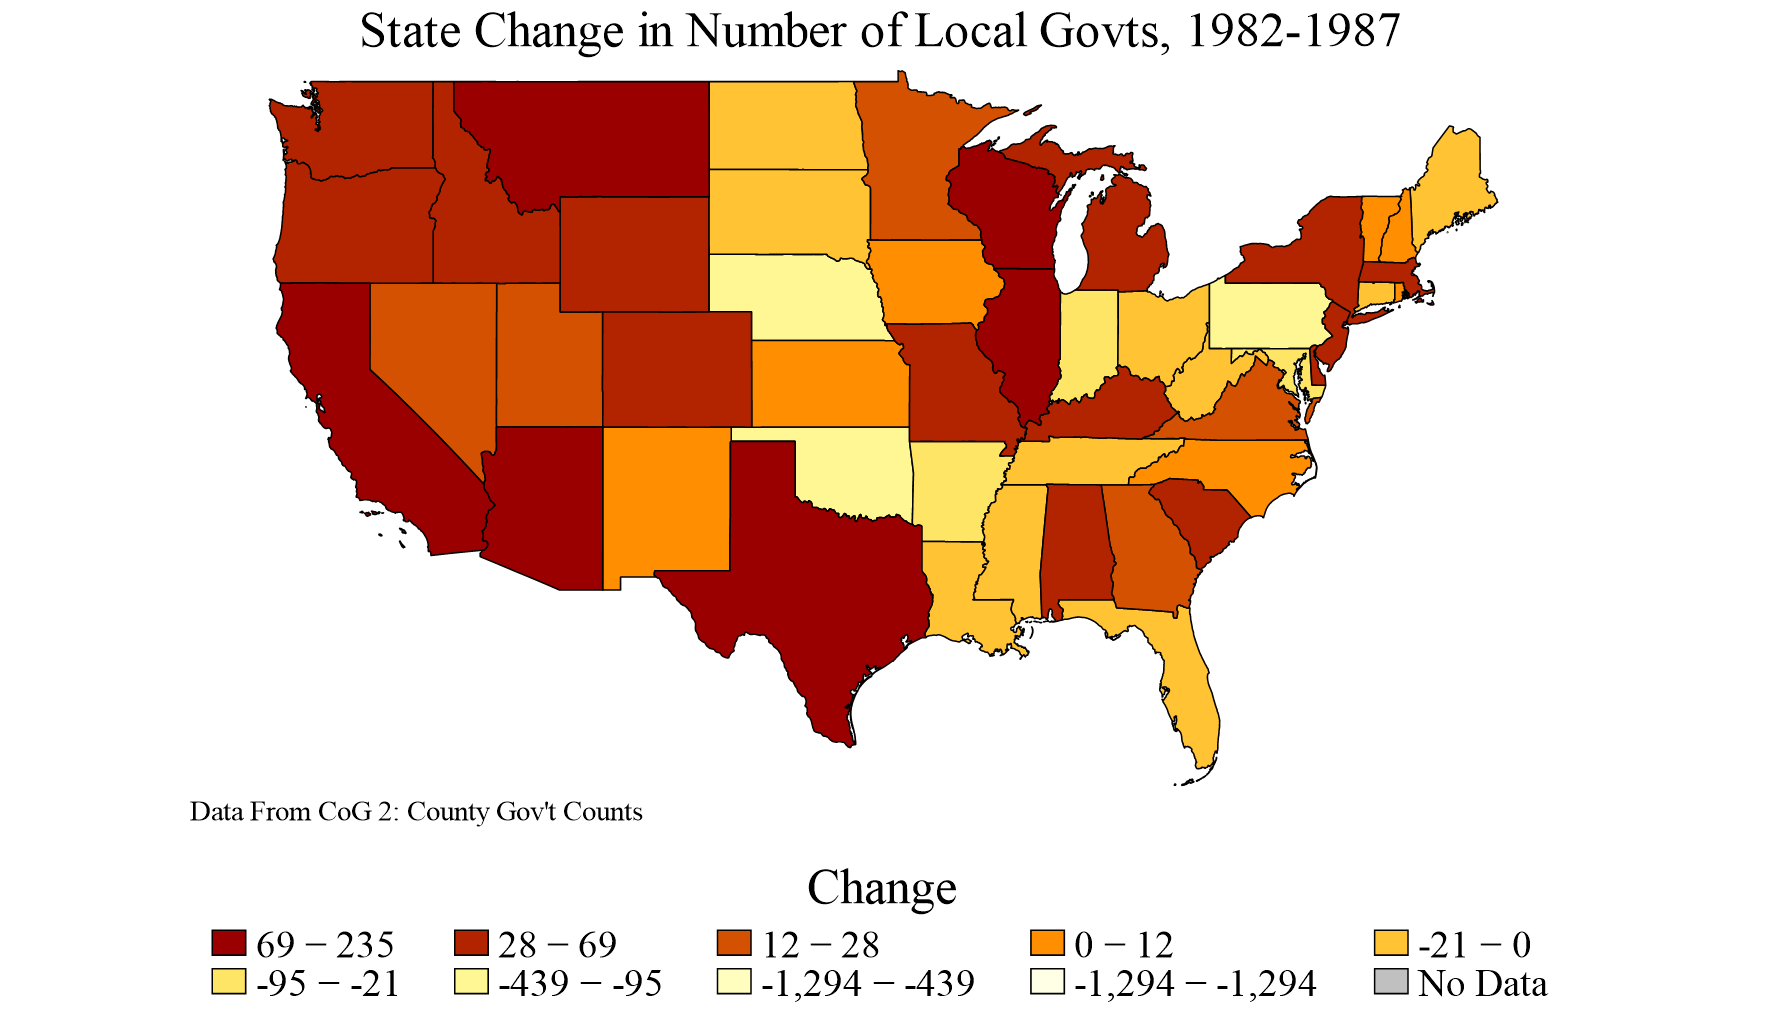 State Change in Number of Local Govts, 1982-1987
Data From CoG 2: County Gov't Counts
Change
69 − 235 28 − 69 12 − 28 0 − 12 -21 − 0
-95 − -21 -439 − -95 -1,294 − -439 -1,294 − -1,294 No Data